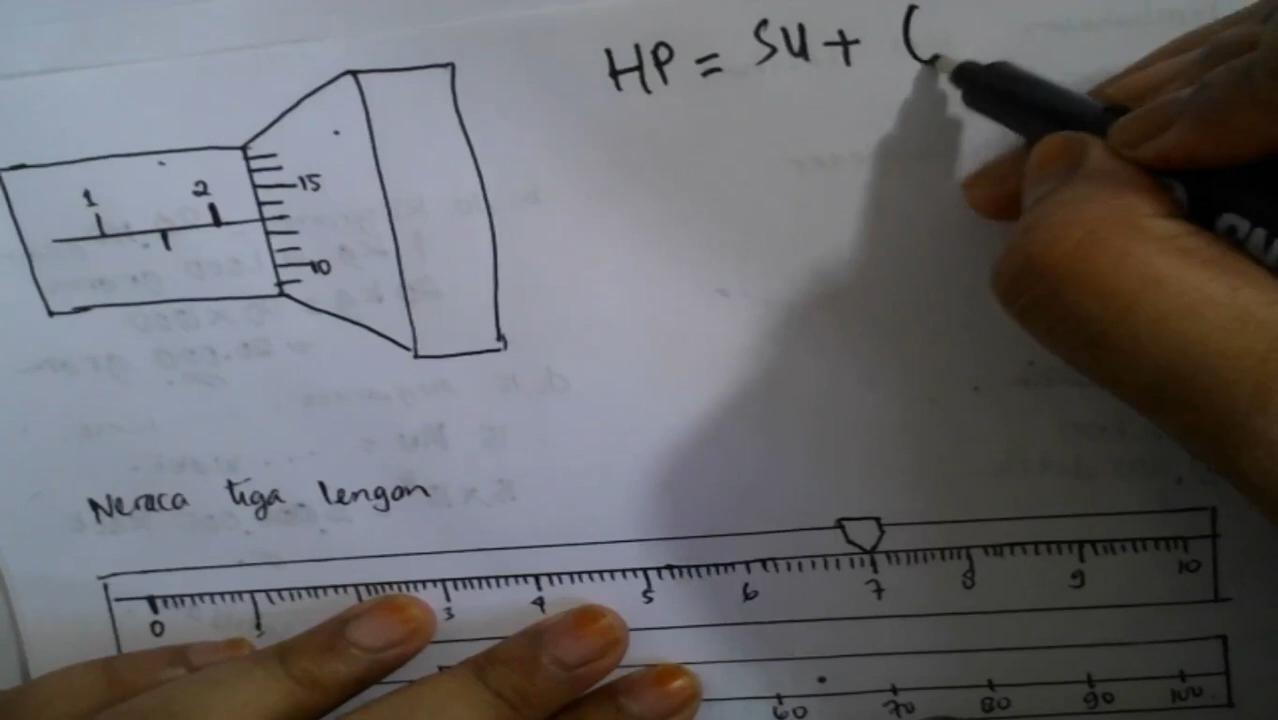 HP = SU + (
1 2 15
10
Neraca tiga lengan
0 1 3 4 5 6 7 8 9 10
60 70 80 90 100